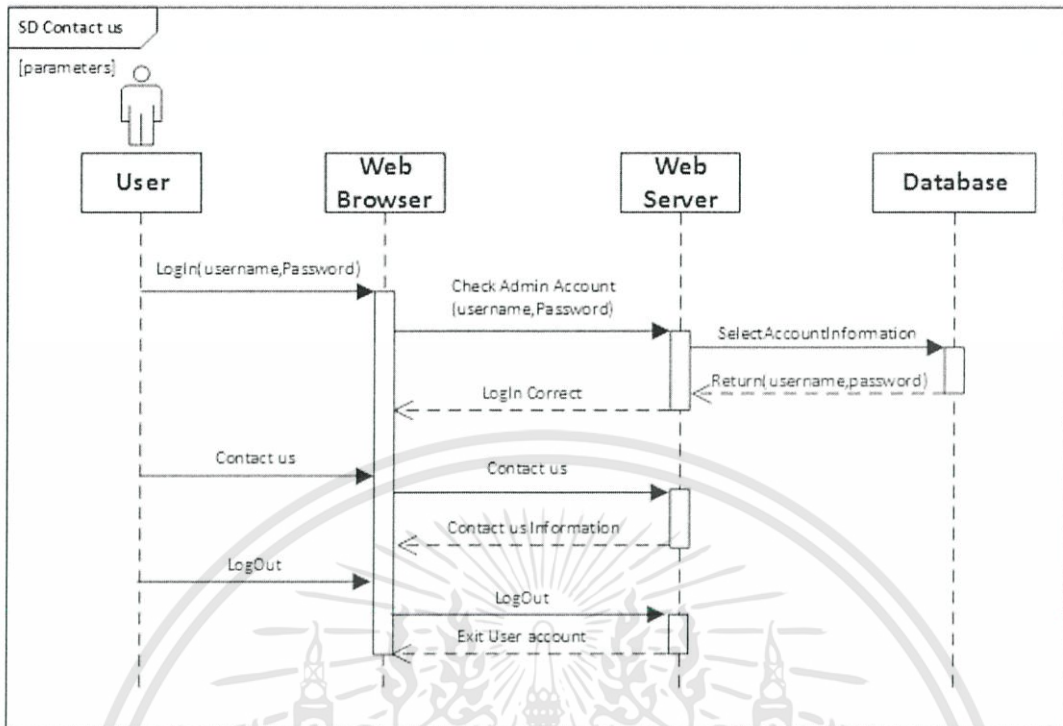 SD Contact us
[parameters]
User
Web
Browser
Web
Server
Database
LogIn(username,Password)
Check Admin Account
(username,Password)
SelectAccountInformation
Return(username,password)
LogIn Correct
Contact us
Contact us
Contact us Information
LogOut
LogOut
Exit User account